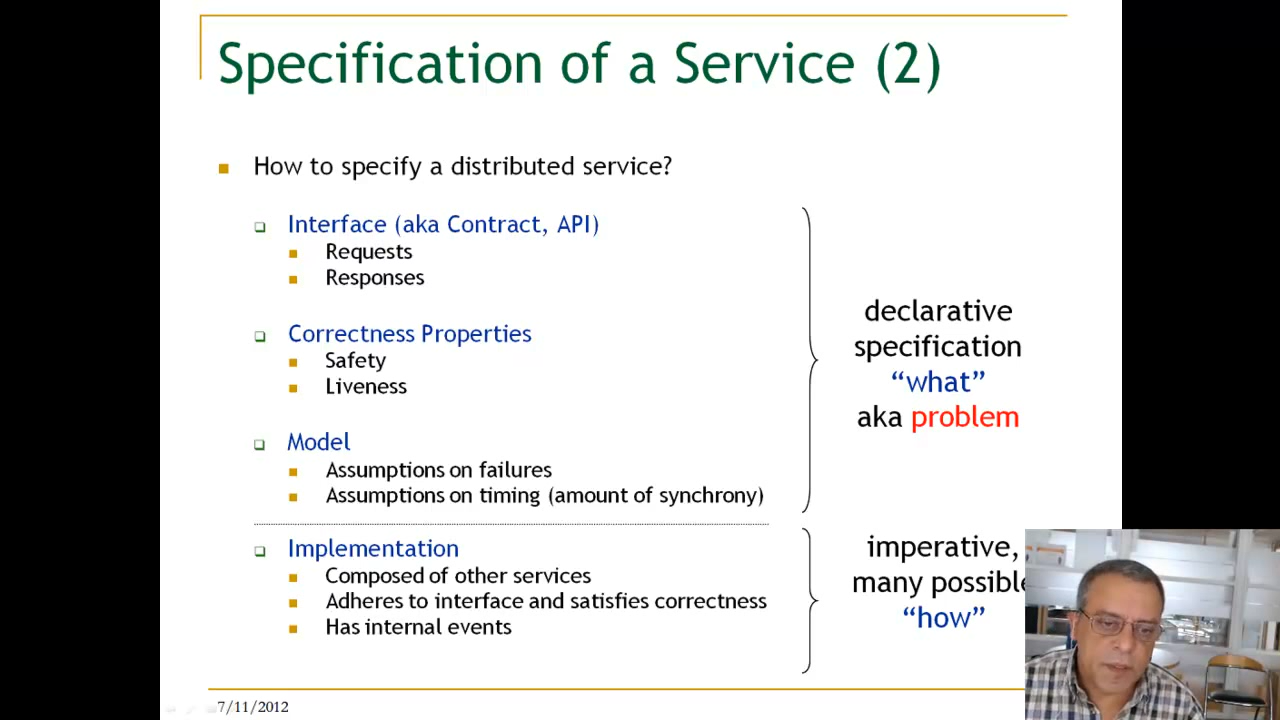 Specification of a Service (2)
How to specify a distributed service?
Interface (aka Contract, API)
Requests
Responses
Correctness Properties
Safety
Liveness
Model
Assumptions on failures
Assumptions on timing (amount of synchrony)
declarative
specification
“what”
aka problem
Implementation
Composed of other services
Adheres to interface and satisfies correctness
Has internal events
imperative,
many possible
“how”
7/11/2012